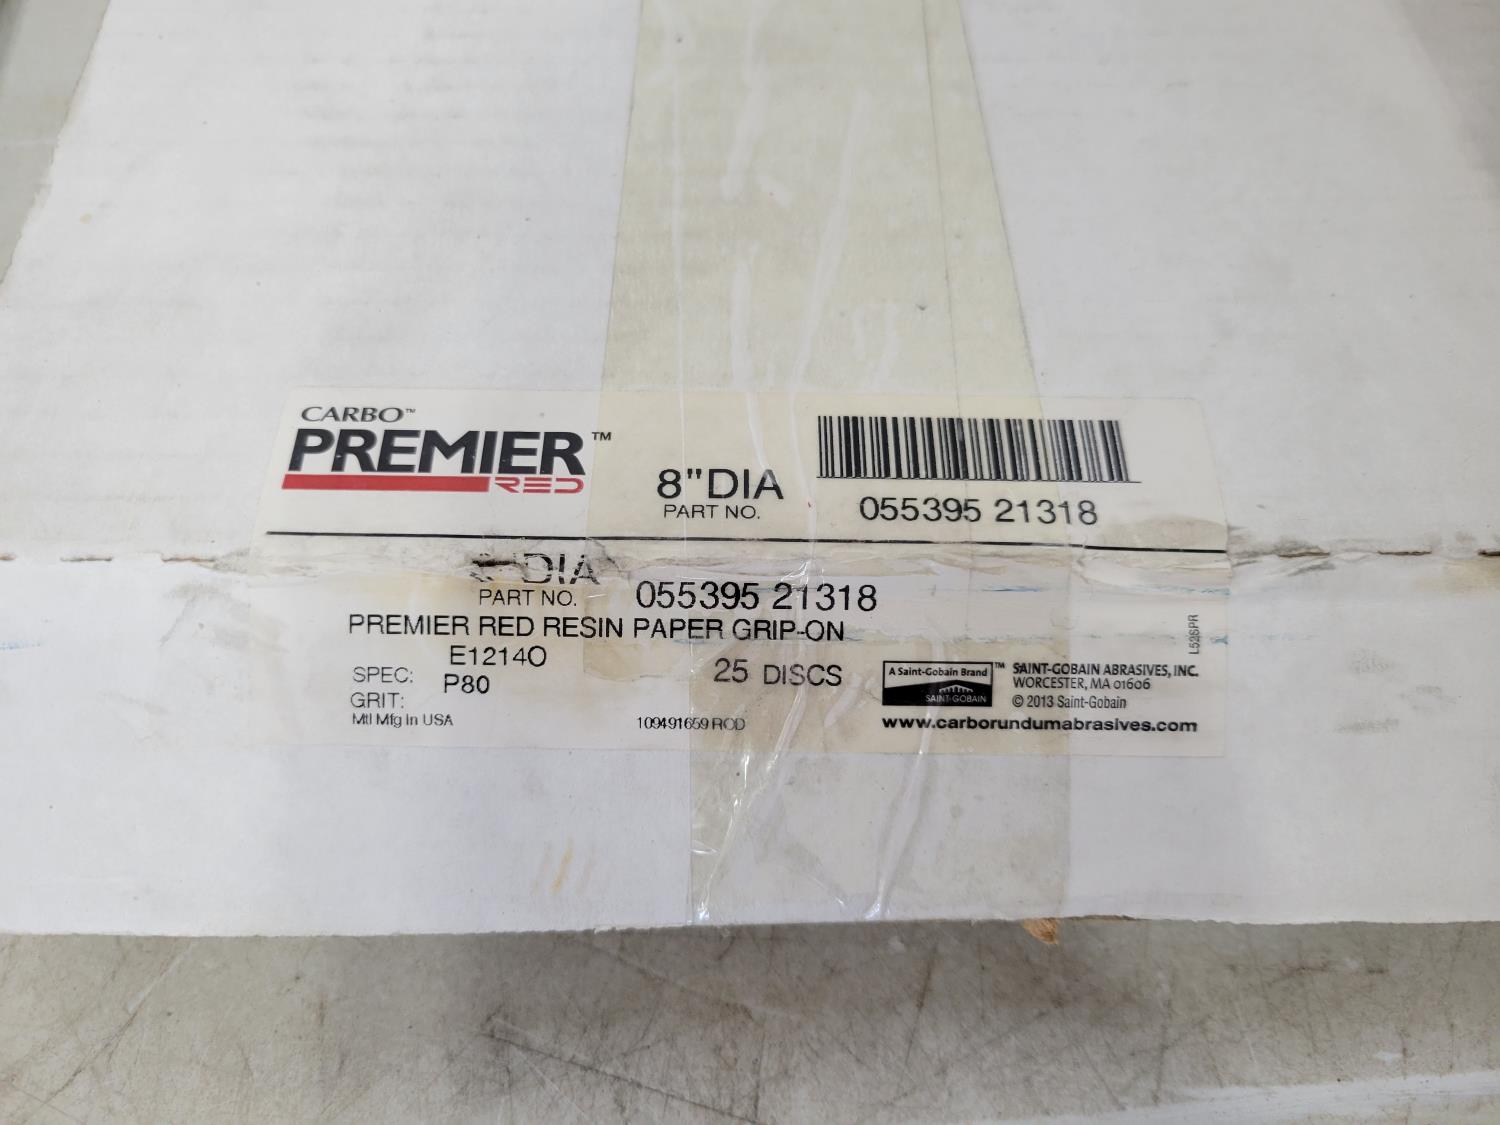 CARBO™
PREMIER™
RED
8"DIA
PART NO.
055395 21318
DIA
PART NO. 055395 21318
PREMIER RED RESIN PAPER GRIP-ON
SPEC: E1214O
GRIT: P80
25 DISCS
Mtl Mfg in USA
109491659 ROD
L526PR
A Saint-Gobain Brand™
SAINT-GOBAIN
SAINT-GOBAIN ABRASIVES, INC.
WORCESTER, MA 01606
© 2013 Saint-Gobain
www.carborundumabrasives.com